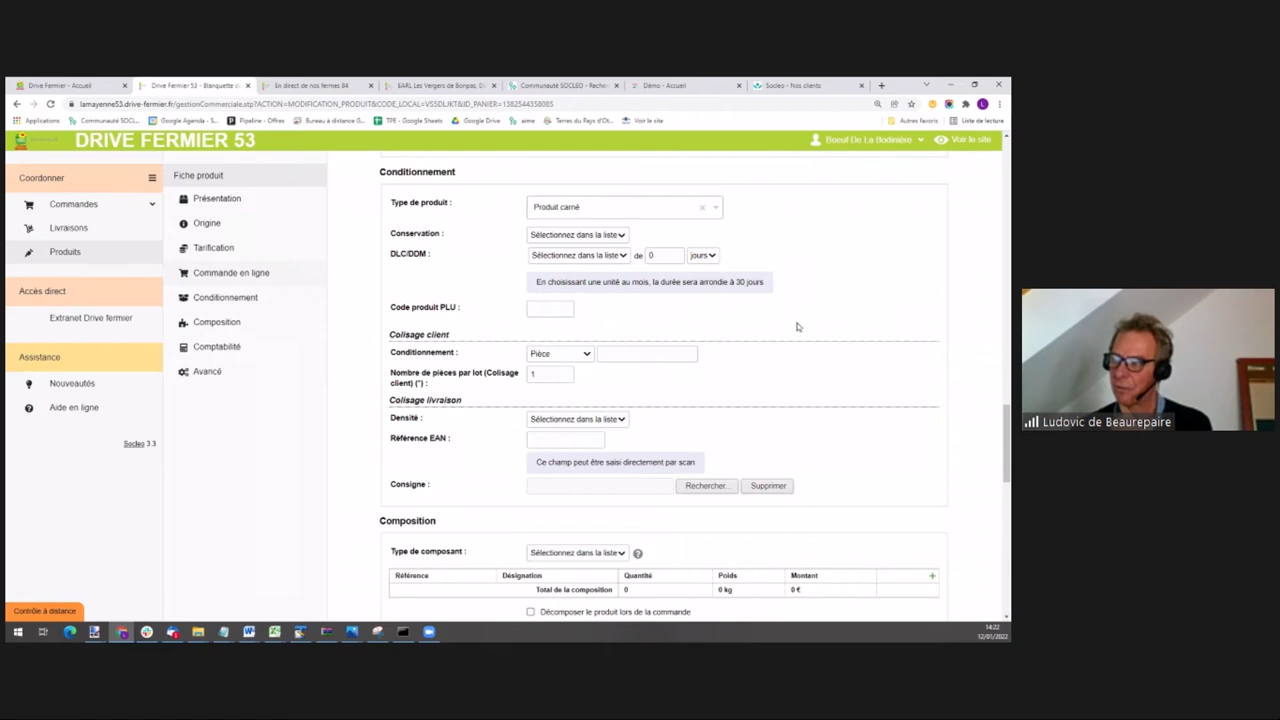 Drive Fermier - Accueil
Drive Fermier 53 - Blanquette d
En direct de nos fermes 84
EARL Les Vergers de Bonpas, Du
Communauté SOCLEO - Recher
Démo - Accueil
Socleo - Nos clients
lamayenne53.drive-fermier.fr/gestionCommerciale.stp?ACTION=MODIFICATION_PRODUIT&CODE_LOCAL=VSSDLIKT&ID_PANIER=1382544358085
Applications
Communauté SOCL...
Google Agenda - S...
Pipeline - Offres
Bureau à distance G...
TPE - Google Sheets
Google Drive
aime
Terres du Pays d'Ot...
Voir le site
Autres favoris
Liste de lecture
DRIVE FERMIER 53
Boeuf De La Bodinière
Voir le site
Coordonner
Commandes
Livraisons
Produits
Accès direct
Extranet Drive fermier
Assistance
Nouveautés
Aide en ligne
Socleo 3.3
Contrôle à distance
Fiche produit
Présentation
Origine
Tarification
Commande en ligne
Conditionnement
Composition
Comptabilité
Avancé
Conditionnement
Type de produit : Produit carné
Conservation : Sélectionnez dans la liste
DLC/DDM : Sélectionnez dans la liste de 0 jours
En choisissant une unité au mois, la durée sera arrondie à 30 jours
Code produit PLU :
Colisage client
Conditionnement : Pièce
Nombre de pièces par lot (Colisage
client) (*) : 1
Colisage livraison
Densité : Sélectionnez dans la liste
Référence EAN :
Ce champ peut être saisi directement par scan
Consigne : Rechercher... Supprimer
Composition
Type de composant : Sélectionnez dans la liste
Référence Désignation Quantité Poids Montant +
Total de la composition 0 0 kg 0 €
Décomposer le produit lors de la commande
14:22
12/01/2022
Ludovic de Beaurepaire